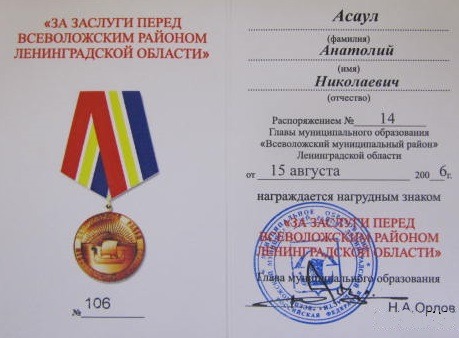 «ЗА ЗАСЛУГИ ПЕРЕД
ВСЕВОЛОЖСКИМ РАЙОНОМ
ЛЕНИНГРАДСКОЙ ОБЛАСТИ»
№ 106
Асаул
(фамилия)
Анатолий
(имя)
Николаевич
(отчество)
Распоряжением № 14
Главы муниципального образования
«Всеволожский муниципальный район»
Ленинградской области
от 15 августа 2006г.
награждается нагрудным знаком
«ЗА ЗАСЛУГИ ПЕРЕД
ВСЕВОЛОЖСКИМ РАЙОНОМ
ЛЕНИНГРАДСКОЙ ОБЛАСТИ»
Глава муниципального образования
Н.А.Орлов